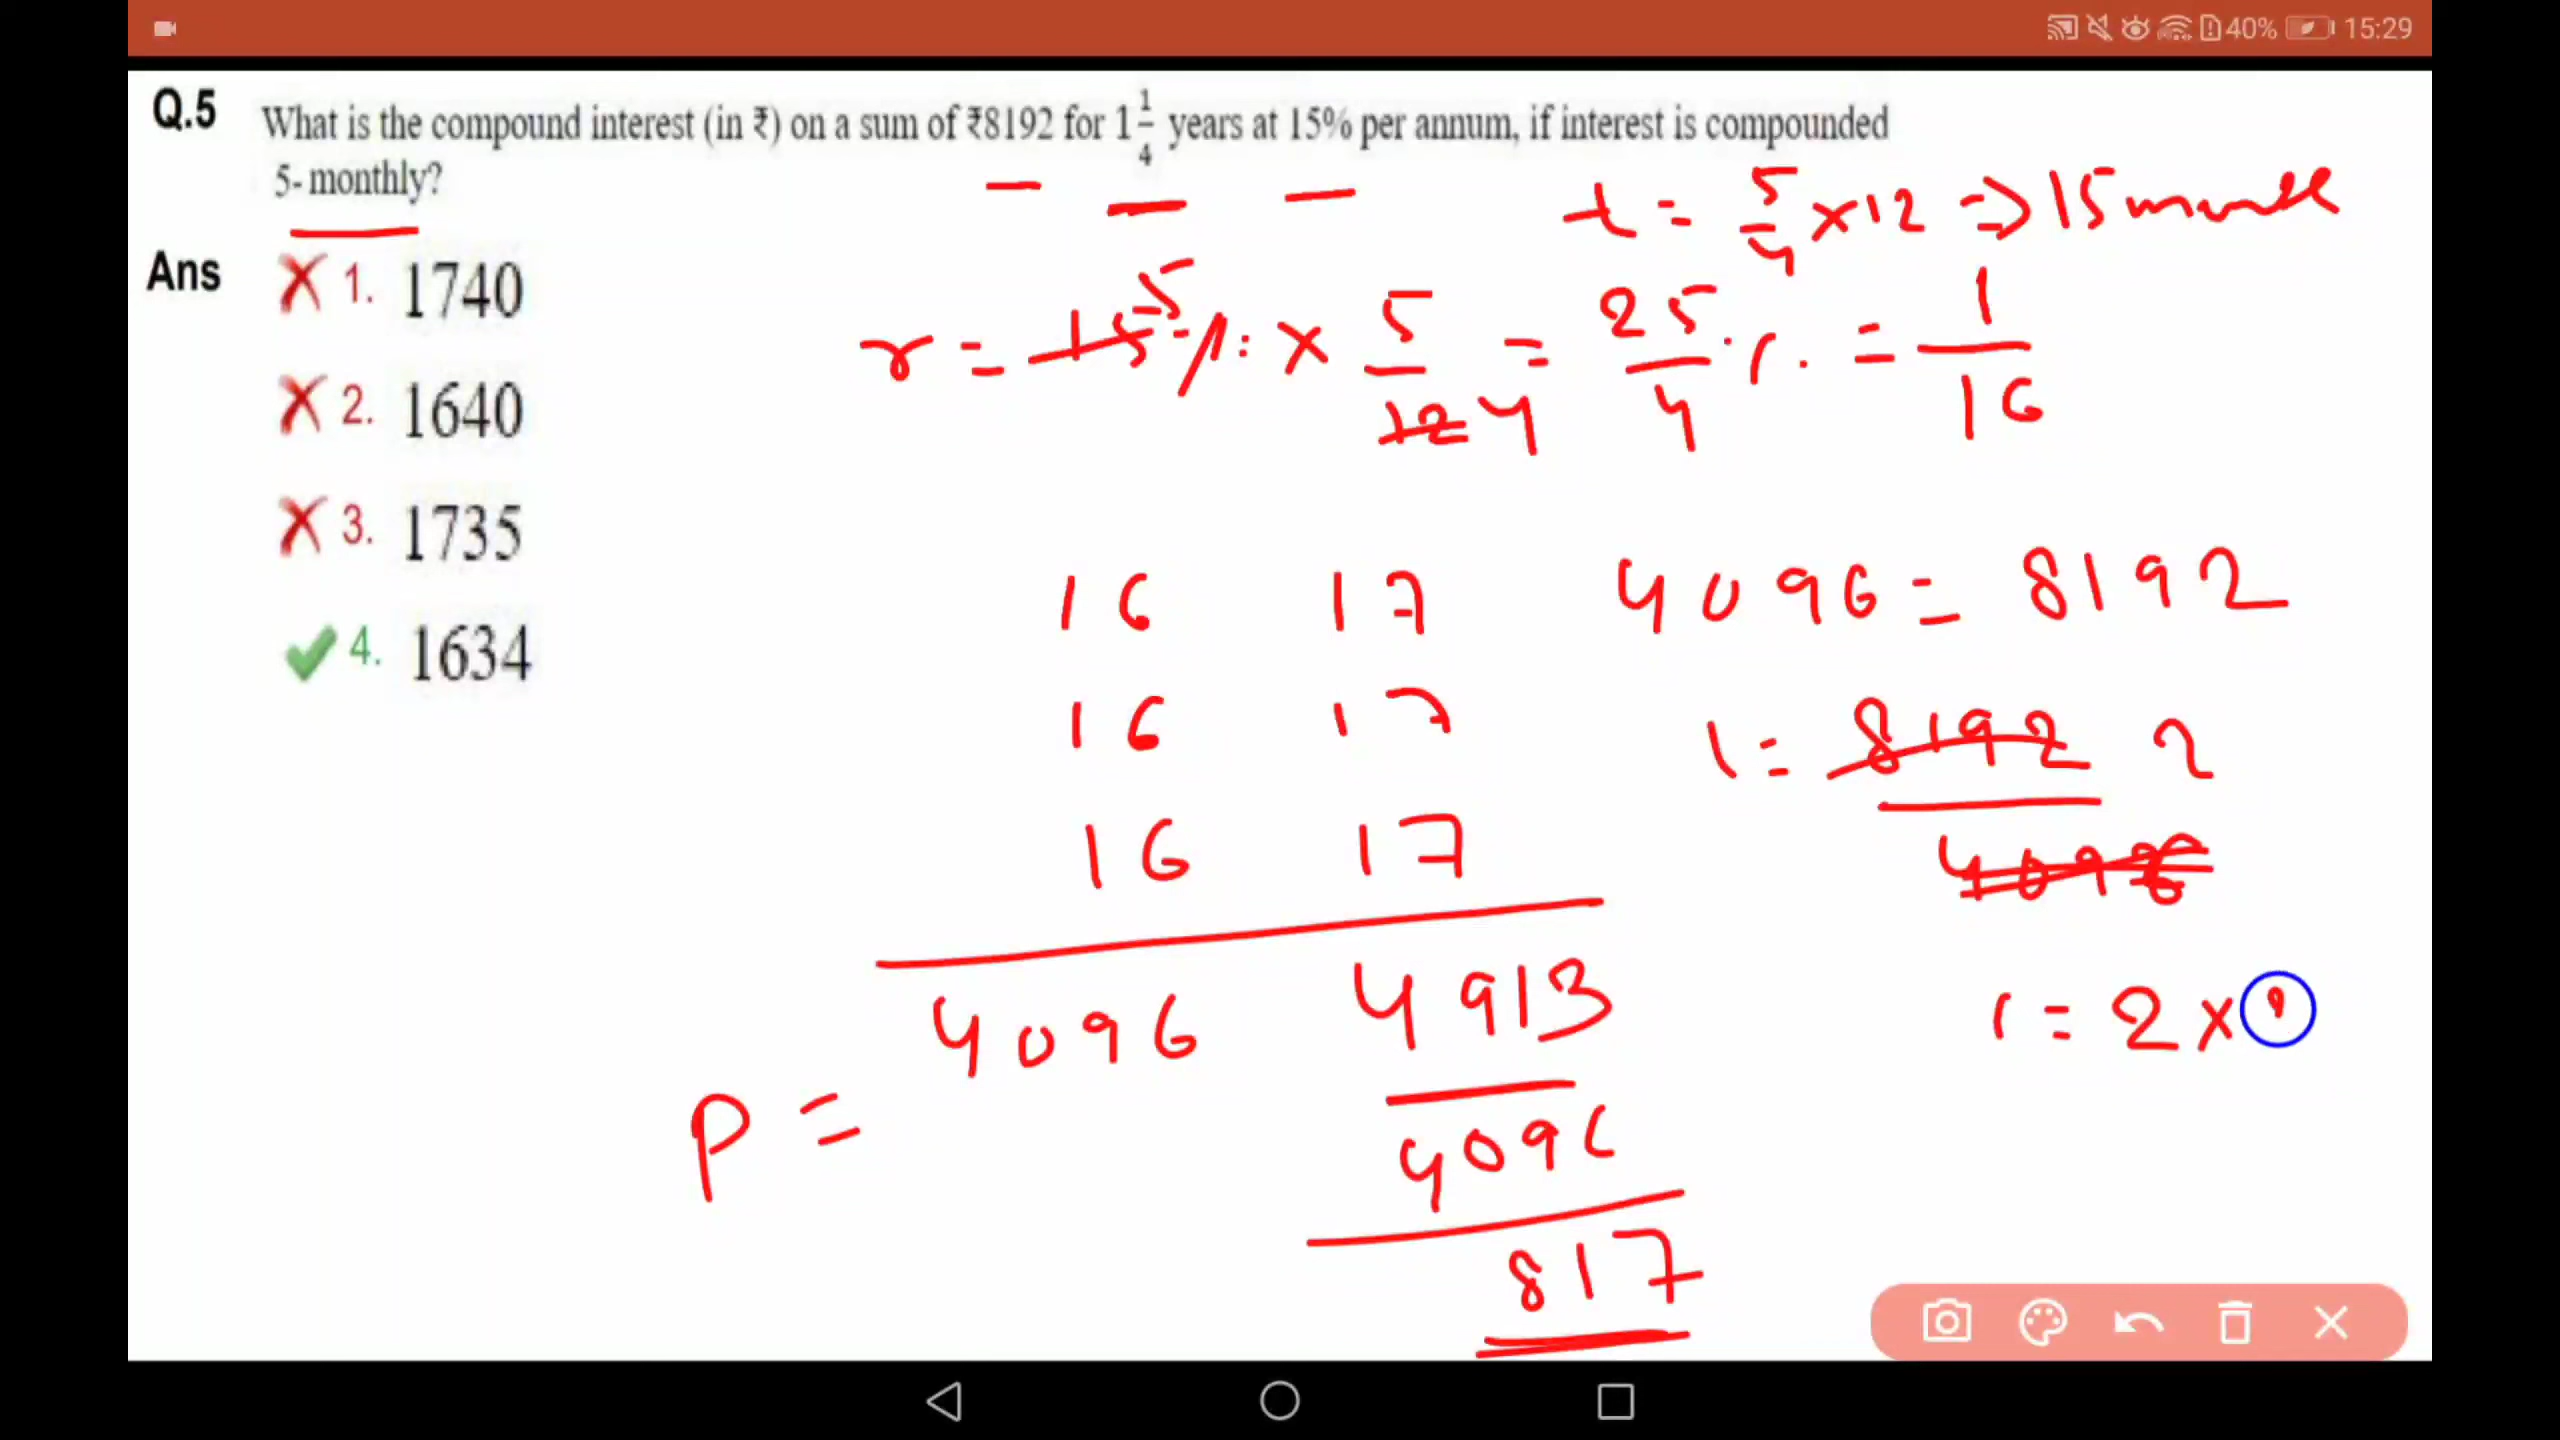 40% 15:29
Q.5 What is the compound interest (in ₹) on a sum of ₹8192 for 1 1/4 years at 15% per annum, if interest is compounded
5- monthly?
t = 5/4 × 12 => 15
Ans
1. 1740
r = 15 5 % × 5/12 4 = 25/4 % = 1/16
2. 1640
3. 1735
16 17
4096 = 8192
4. 1634
16 17
1 = 8192 2
4096
16 17
4096 4913
1 = 2 ×
P =
4096
817